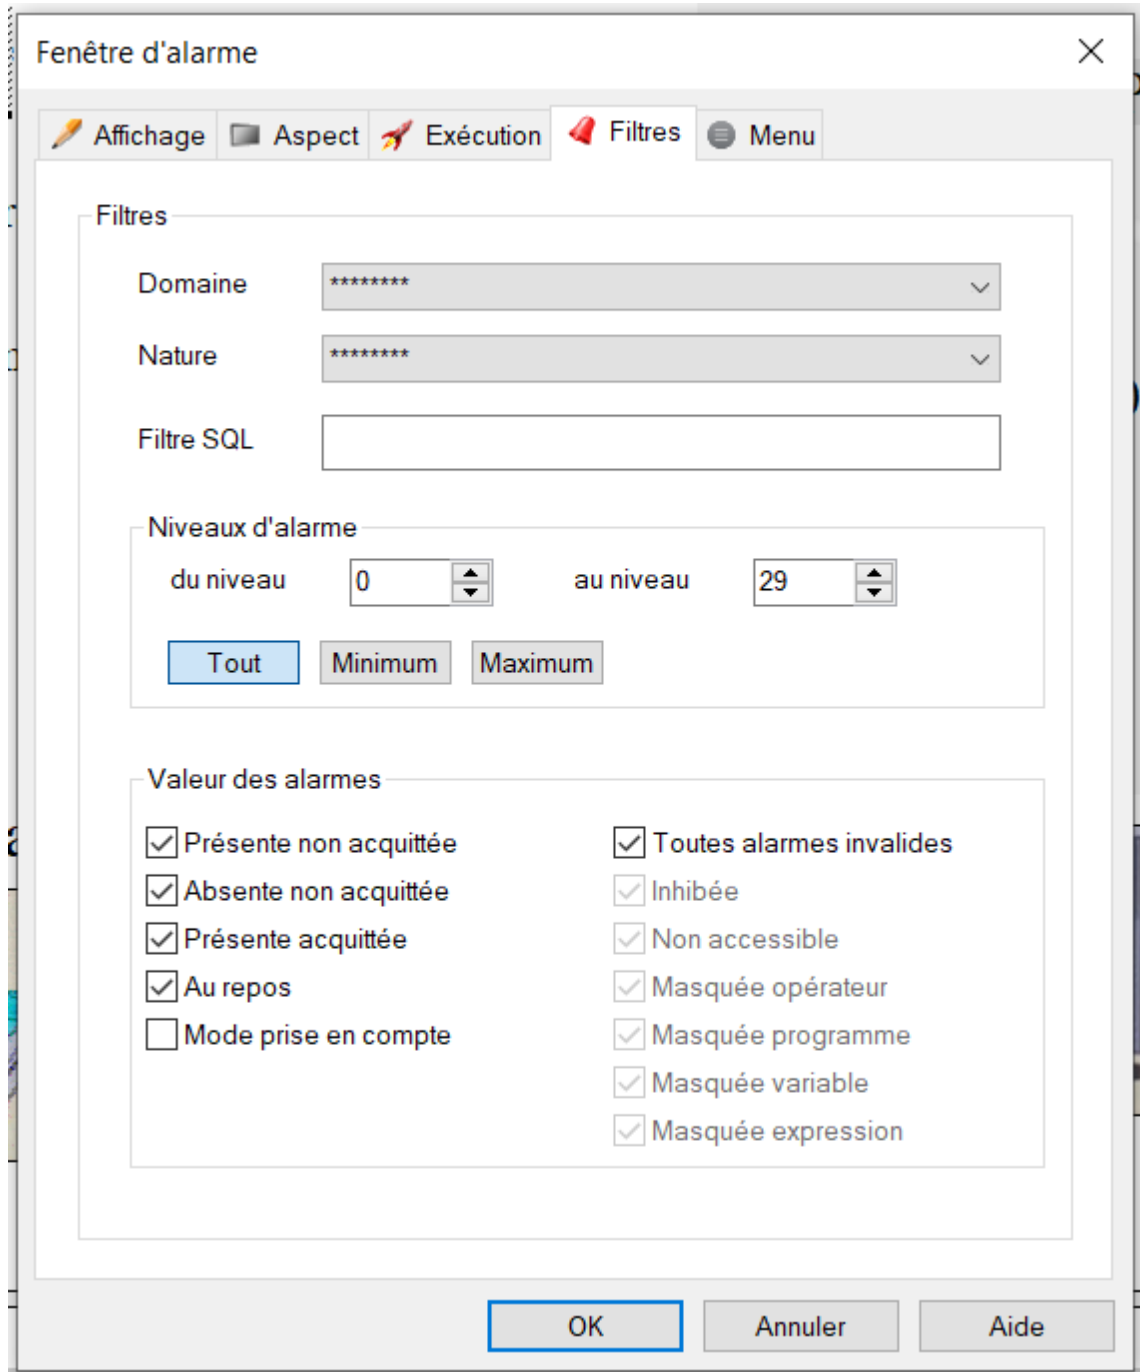 Fenêtre d'alarme
Affichage Aspect Exécution Filtres Menu
Filtres
Domaine ********
Nature ********
Filtre SQL
Niveaux d'alarme
du niveau 0 au niveau 29
Tout Minimum Maximum
Valeur des alarmes
Présente non acquittée Toutes alarmes invalides
Absente non acquittée Inhibée
Présente acquittée Non accessible
Au repos Masquée opérateur
Mode prise en compte Masquée programme
Masquée variable
Masquée expression
OK Annuler Aide